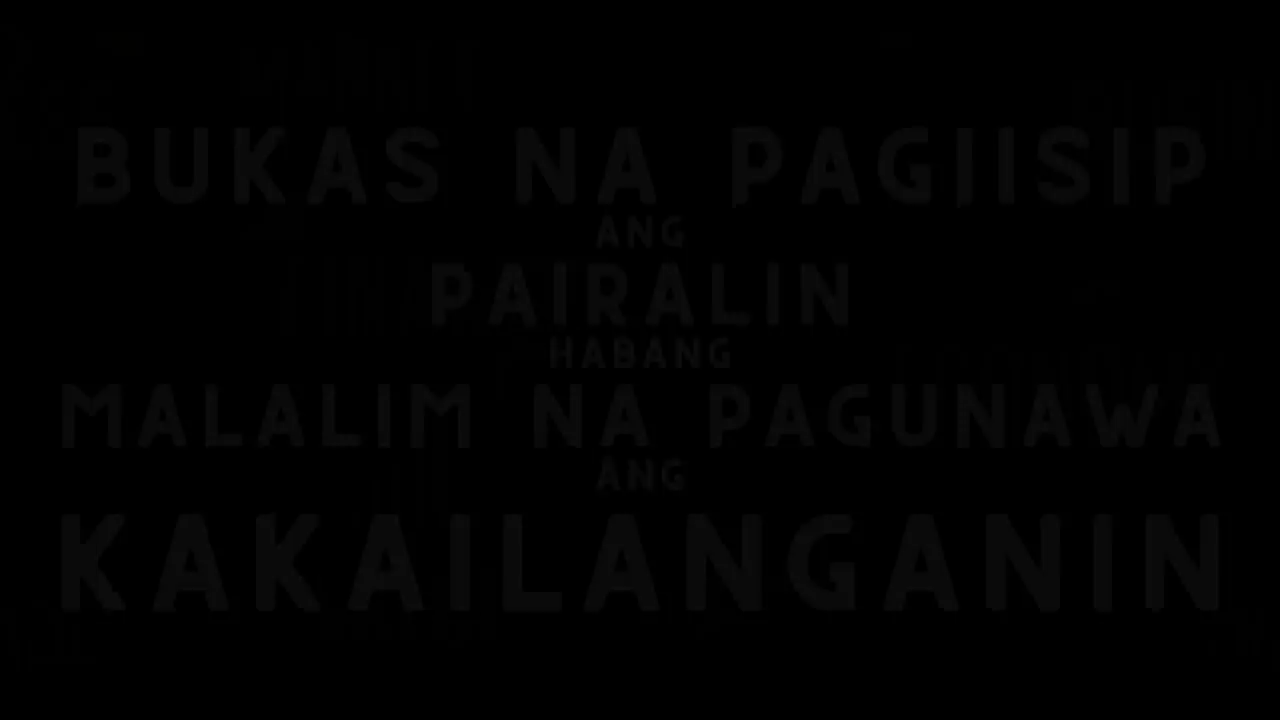 BUKAS NA PAGIISIP
ANG
PAIRALIN
HABANG
MALALIM NA PAGUNAWA
ANG
KAKAILANGANIN